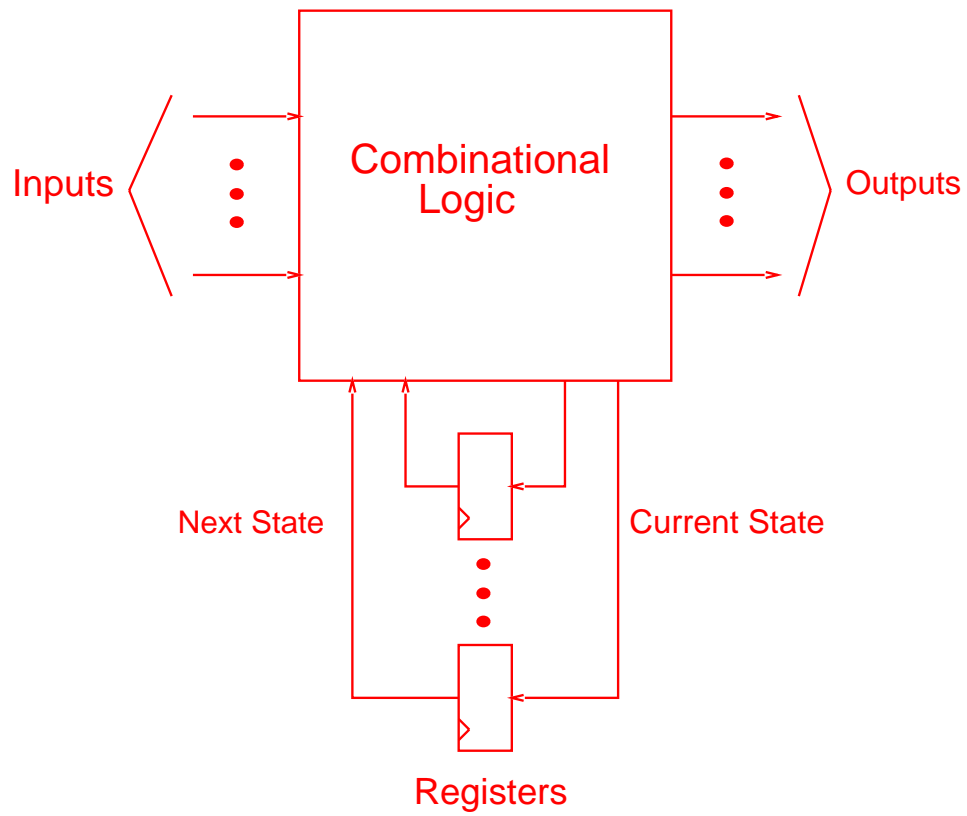 Combinational
Logic
Inputs
Outputs
Next State
Current State
Registers